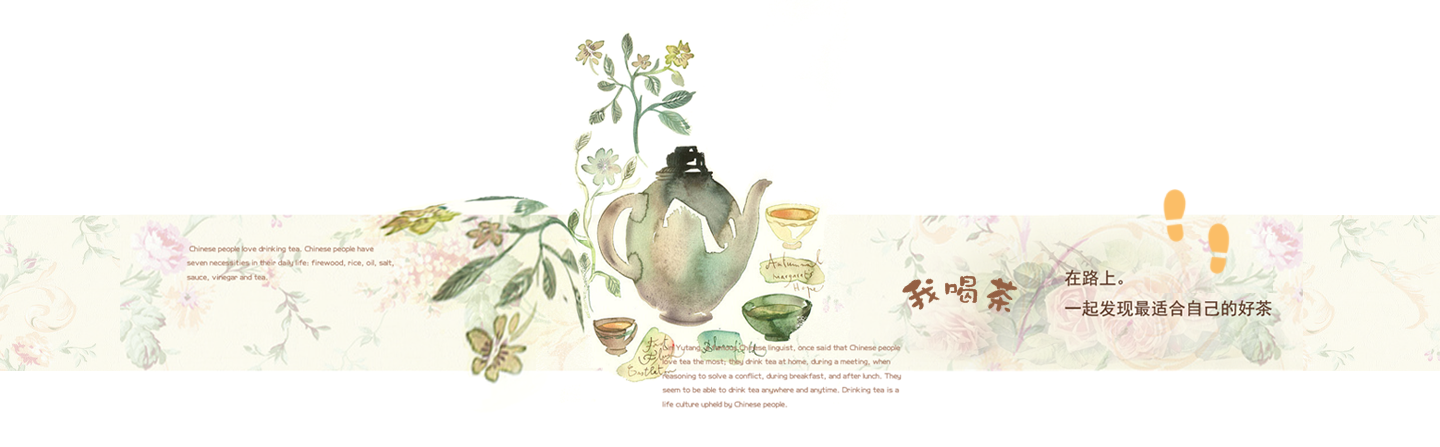 Chinese people love drinking tea. Chinese people have
seven necessities in their daily life: firewood, rice, oil, salt,
sauce, vinegar and tea.
Autumnal
margaret's
Hope
我喝茶
在路上。
一起发现最适合自己的好茶
Yutang, Chinese linguist, once said that Chinese people
love tea the most; they drink tea at home, during a meeting, when
reasoning to solve a conflict, during breakfast, and after lunch. They
seem to be able to drink tea anywhere and anytime. Drinking tea is a
life culture upheld by Chinese people.